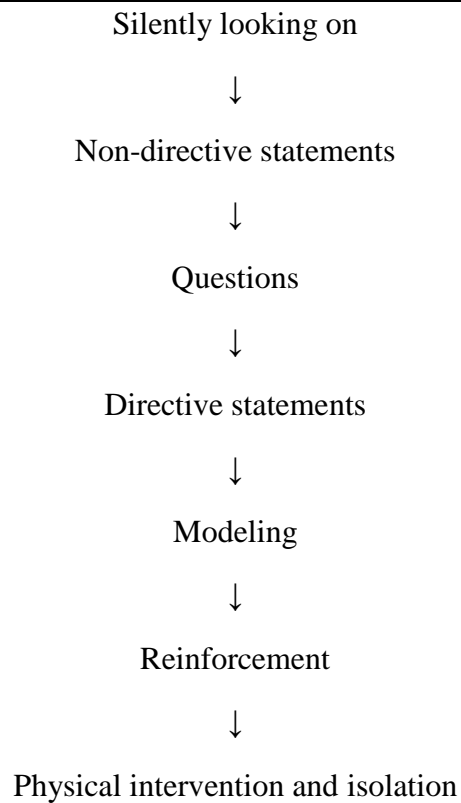 Silently looking on
↓
Non-directive statements
↓
Questions
↓
Directive statements
↓
Modeling
↓
Reinforcement
↓
Physical intervention and isolation